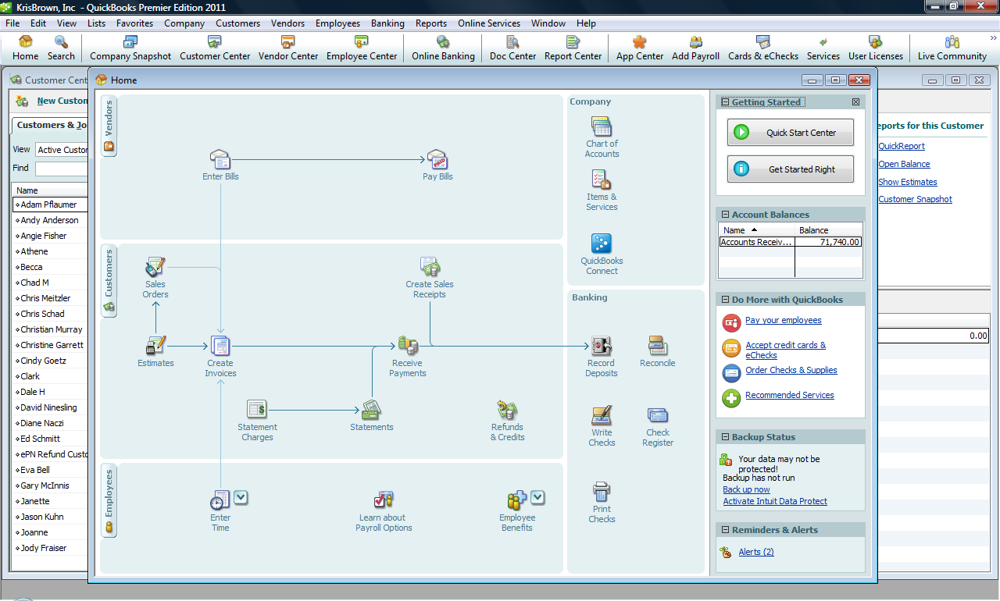 KrisBrown, Inc - QuickBooks Premier Edition 2011
File Edit View Lists Favorites Company Customers Vendors Employees Banking Reports Online Services Window Help
Home Search Company Snapshot Customer Center Vendor Center Employee Center Online Banking Doc Center Report Center App Center Add Payroll Cards & eChecks Services User Licenses Live Community
Customer Cent
New Custon
Customers & Jo
View Active Custor
Find
Name
Adam Pflaumer
Andy Anderson
Angie Fisher
Athene
Becca
Chad M
Chris Meitzler
Chris Schad
Christian Murray
Christine Garrett
Cindy Goetz
Clark
Dale H
David Ninesling
Diane Naczi
Ed Schmitt
ePN Refund Custo
Eva Bell
Gary McInnis
Janette
Jason Kuhn
Joanne
Jody Fraiser
Home
Vendors
Enter Bills
Pay Bills
Customers
Sales
Orders
Create Sales
Receipts
Estimates
Create
Invoices
Receive
Payments
Statement
Charges
Statements
Refunds
& Credits
Employees
Enter
Time
Learn about
Payroll Options
Employee
Benefits
Company
Chart of
Accounts
Items &
Services
QuickBooks
Connect
Banking
Record
Deposits
Reconcile
Write
Checks
Check
Register
Print
Checks
Getting Started
Quick Start Center
Get Started Right
Account Balances
Name Balance
Accounts Receiv... 71,740.00
Do More with QuickBooks
Pay your employees
Accept credit cards &
eChecks
Order Checks & Supplies
Recommended Services
Backup Status
Your data may not be
protected!
Backup has not run
Back up now
Activate Intuit Data Protect
Reminders & Alerts
Alerts (2)
eports for this Customer
QuickReport
Open Balance
Show Estimates
Customer Snapshot
0.00